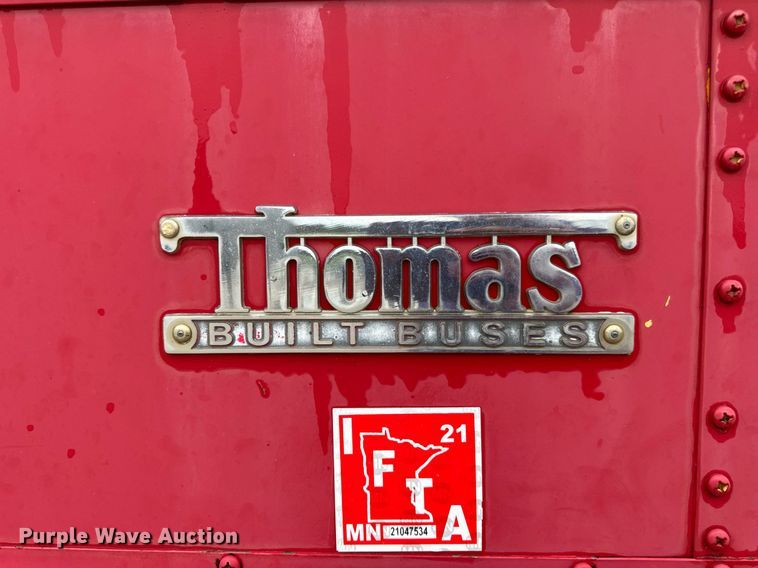 Thomas
BUILT BUSES
I 21
F
T
MN 21047534 A
Purple Wave Auction